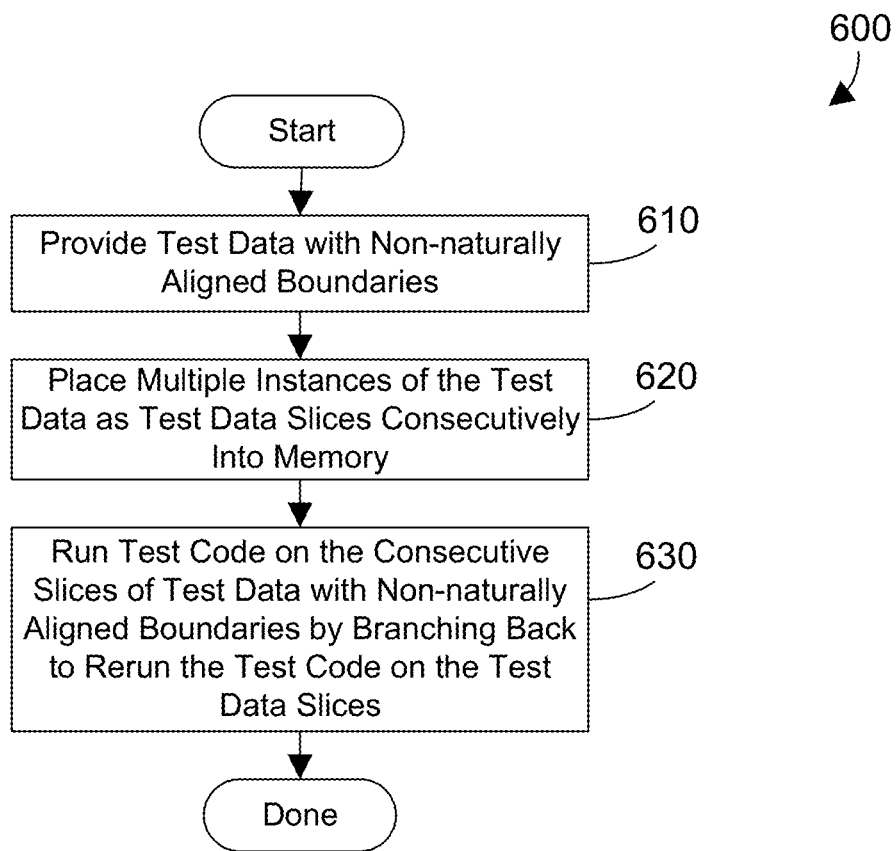 600
Start
Provide Test Data with Non-naturally
Aligned Boundaries
610
Place Multiple Instances of the Test
Data as Test Data Slices Consecutively
Into Memory
620
Run Test Code on the Consecutive
Slices of Test Data with Non-naturally
Aligned Boundaries by Branching Back
to Rerun the Test Code on the Test
Data Slices
630
Done